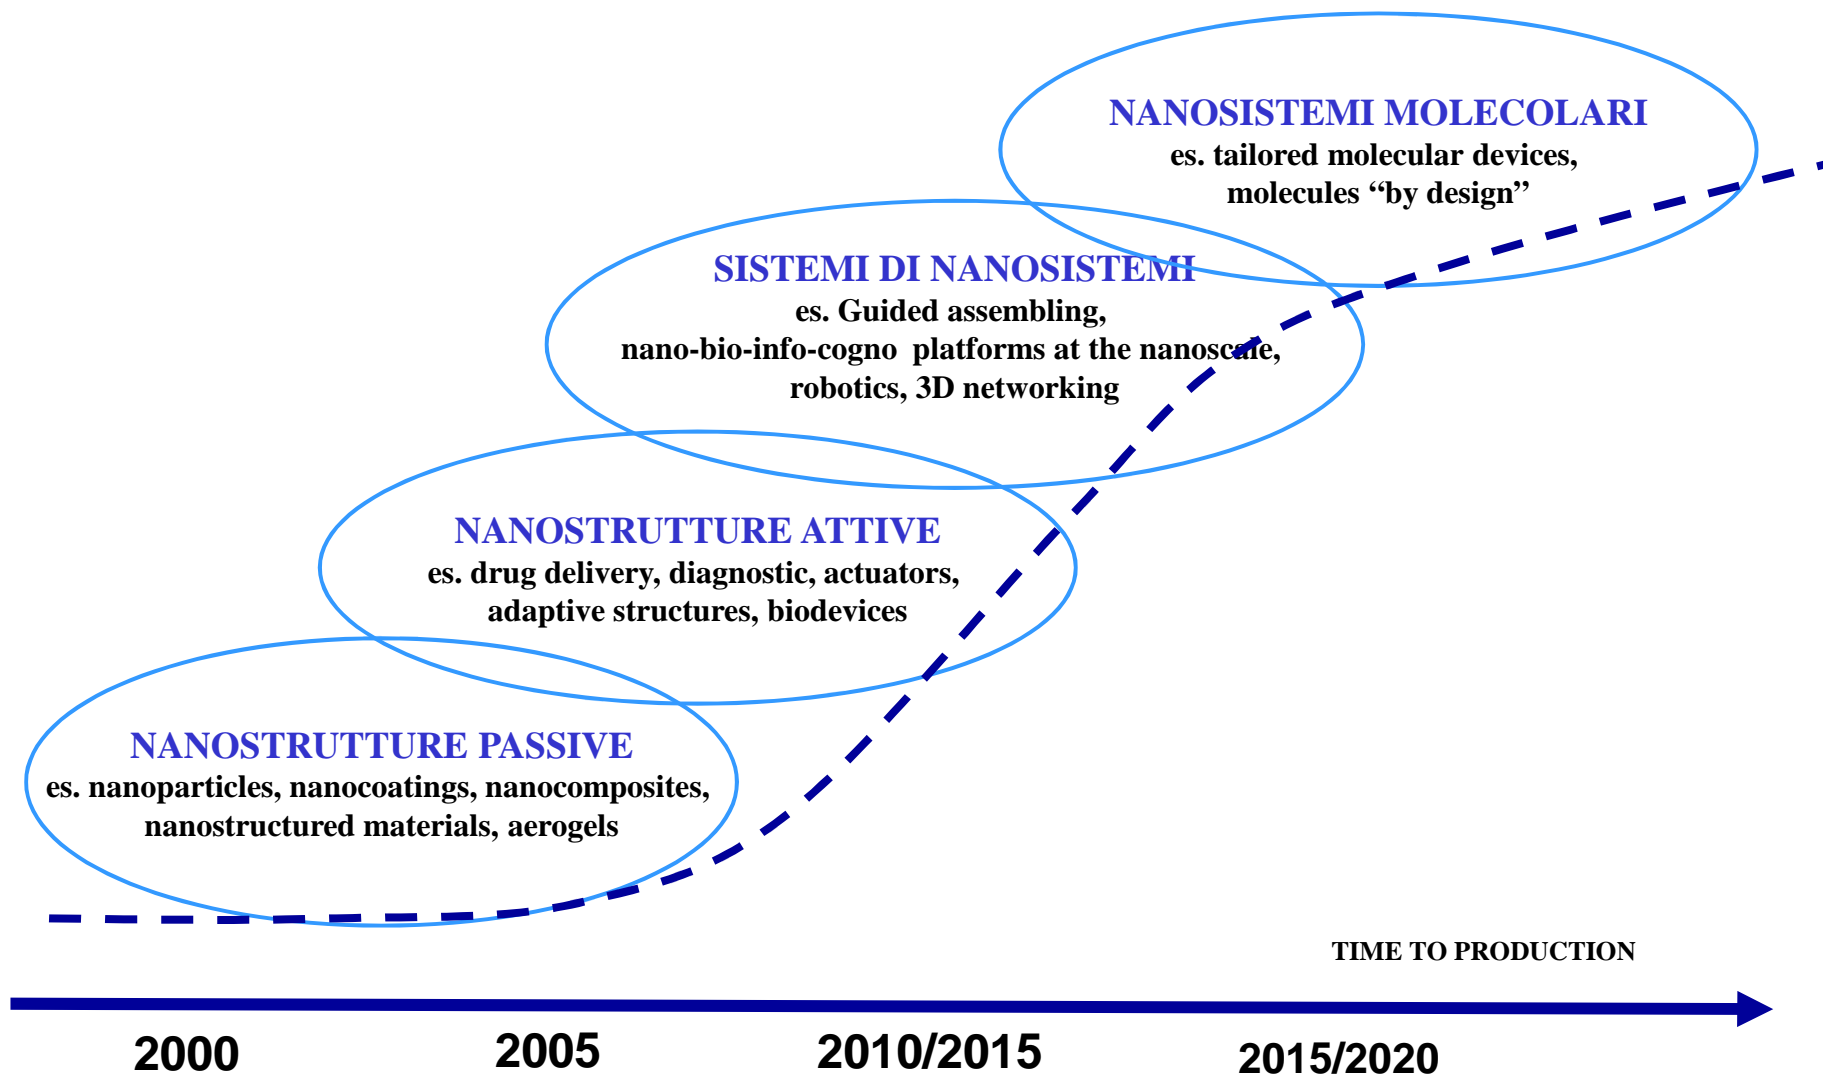 NANOSISTEMI MOLECOLARI
es. tailored molecular devices,
molecules “by design”
SISTEMI DI NANOSISTEMI
es. Guided assembling,
nano-bio-info-cogno platforms at the nanoscale,
robotics, 3D networking
NANOSTRUTTURE ATTIVE
es. drug delivery, diagnostic, actuators,
adaptive structures, biodevices
NANOSTRUTTURE PASSIVE
es. nanoparticles, nanocoatings, nanocomposites,
nanostructured materials, aerogels
TIME TO PRODUCTION
2000 2005 2010/2015 2015/2020